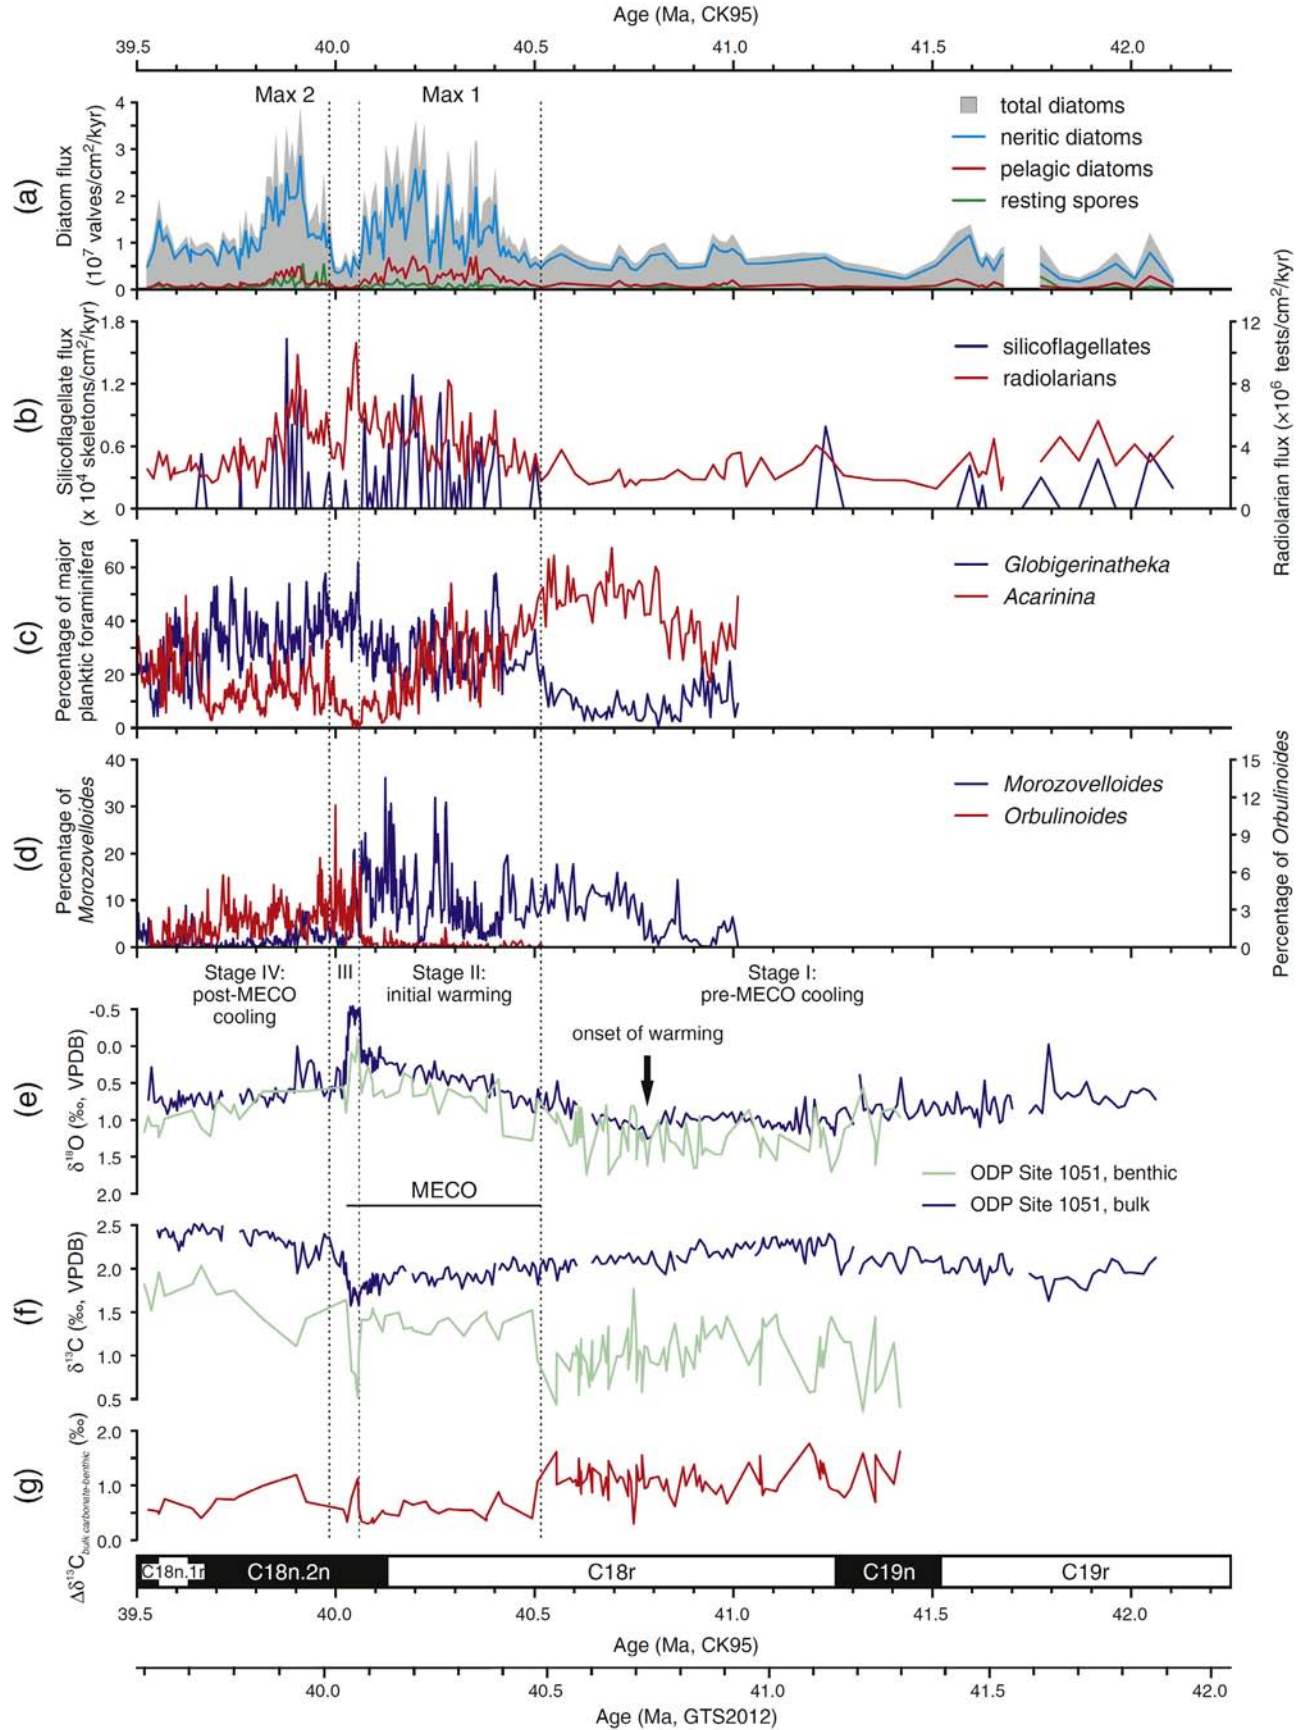 Age (Ma, CK95)
39.5 40.0 40.5 41.0 41.5 42.0
Max 2 Max 1
(a)
Diatom flux
(10⁷ valves/cm²/kyr)
4
3
2
1
0
total diatoms
neritic diatoms
pelagic diatoms
resting spores
(b)
Silicoflagellate flux
(x 10⁴ skeletons/cm²/kyr)
1.8
1.2
0.6
0
silicoflagellates
radiolarians
12
8
4
0
Radiolarian flux (×10⁶ tests/cm²/kyr)
(c)
Percentage of major
planktic foraminifera
60
40
20
0
Globigerinatheka
Acarinina
(d)
Percentage of
Morozovelloides
40
30
20
10
0
Morozovelloides
Orbulinoides
15
12
9
6
3
0
Percentage of Orbulinoides
Stage IV:
post-MECO
cooling
III
Stage II:
initial warming
Stage I:
pre-MECO cooling
(e)
δ¹⁸O (‰, VPDB)
-0.5
0.0
0.5
1.0
1.5
2.0
onset of warming
MECO
ODP Site 1051, benthic
ODP Site 1051, bulk
(f)
δ¹³C (‰, VPDB)
2.5
2.0
1.5
1.0
0.5
(g)
Δδ¹³C bulk carbonate-benthic (‰)
2.0
1.0
0.0
C18n.1r C18n.2n C18r C19n C19r
39.5 40.0 40.5 41.0 41.5 42.0
Age (Ma, CK95)
40.0 40.5 41.0 41.5 42.0
Age (Ma, GTS2012)